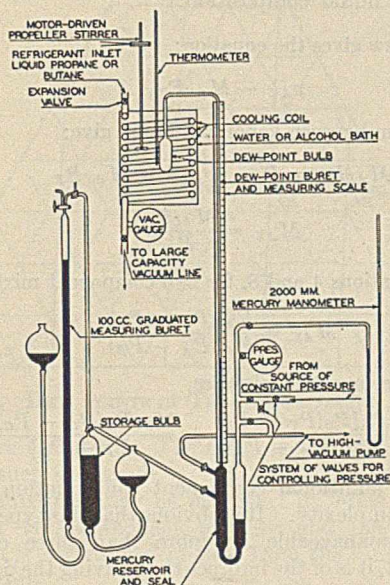 MOTOR-DRIVEN
PROPELLER STIRRER
REFRIGERANT INLET
LIQUID PROPANE OR
BUTANE
EXPANSION
VALVE
THERMOMETER
COOLING COIL
WATER OR ALCOHOL BATH
DEW-POINT BULB
DEW-POINT BURET
AND MEASURING SCALE
VAC.
GAUGE
TO LARGE
CAPACITY
VACUUM LINE
2000 MM.
MERCURY MANOMETER
100 CC. GRADUATED
MEASURING BURET
PRES.
GAUGE
FROM
SOURCE OF
CONSTANT PRESSURE
STORAGE BULB
TO HIGH-
VACUUM PUMP
SYSTEM OF VALVES FOR
CONTROLLING PRESSURE
MERCURY
RESERVOIR
AND SEAL